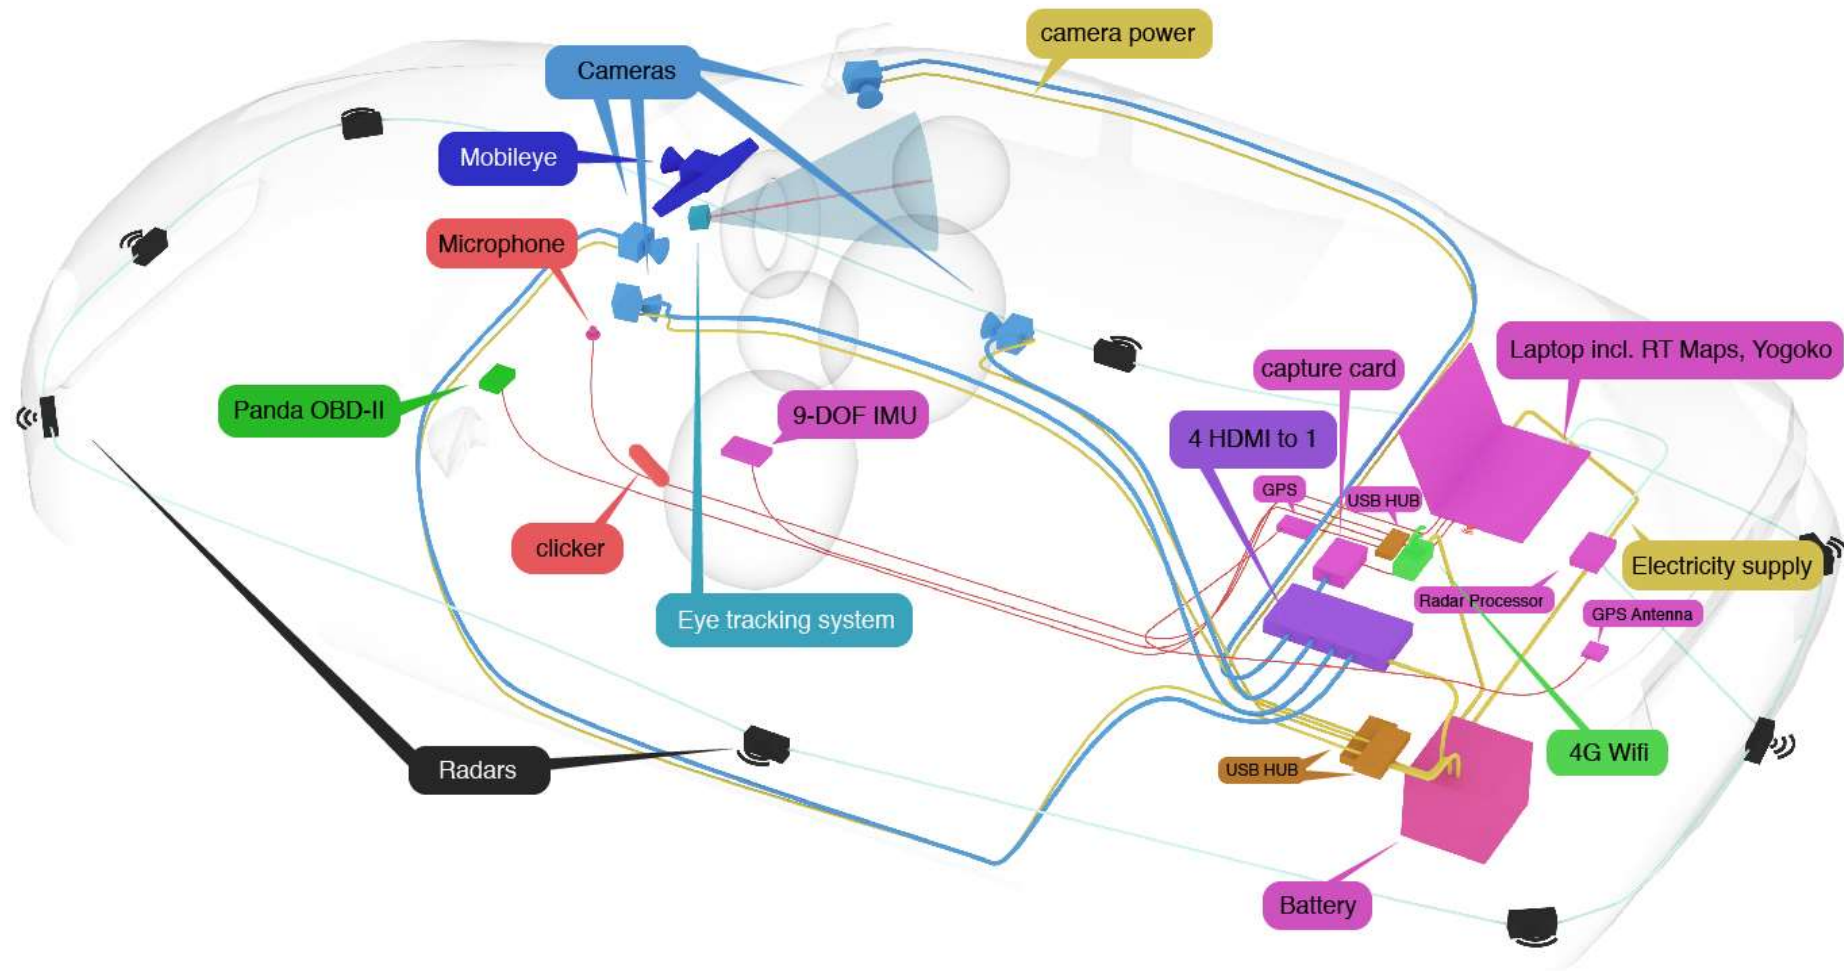 camera power
Cameras
Mobileye
Microphone
Laptop incl. RT Maps, Yogoko
capture card
Panda OBD-II
9-DOF IMU
4 HDMI to 1
GPS
USB HUB
clicker
Electricity supply
Radar Processor
GPS Antenna
Eye tracking system
4G Wifi
Radars
USB HUB
Battery